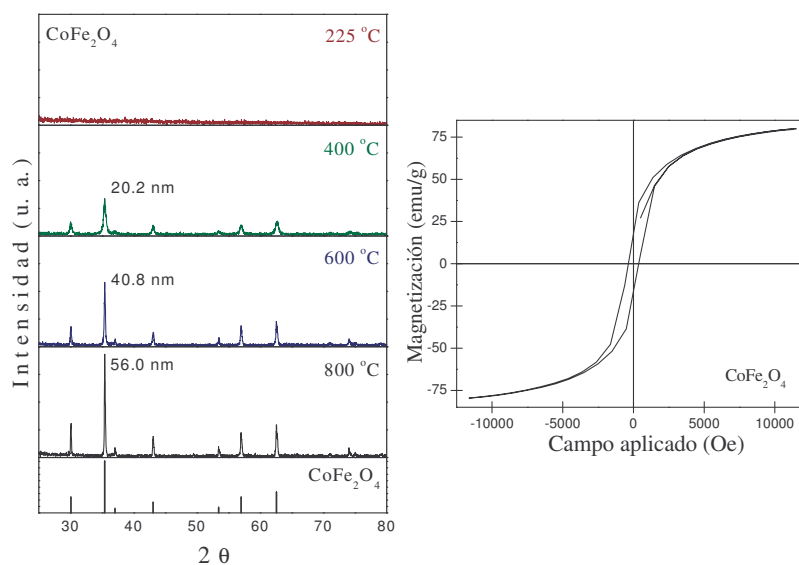 CoFe₂O₄
225 °C
400 °C
20.2 nm
600 °C
40.8 nm
800 °C
56.0 nm
CoFe₂O₄
Intensidad (u. a.)
30 40 50 60 70 80
2 θ
75
50
25
0
-25
-50
-75
Magnetización (emu/g)
CoFe₂O₄
-10000 -5000 0 5000 10000
Campo aplicado (Oe)